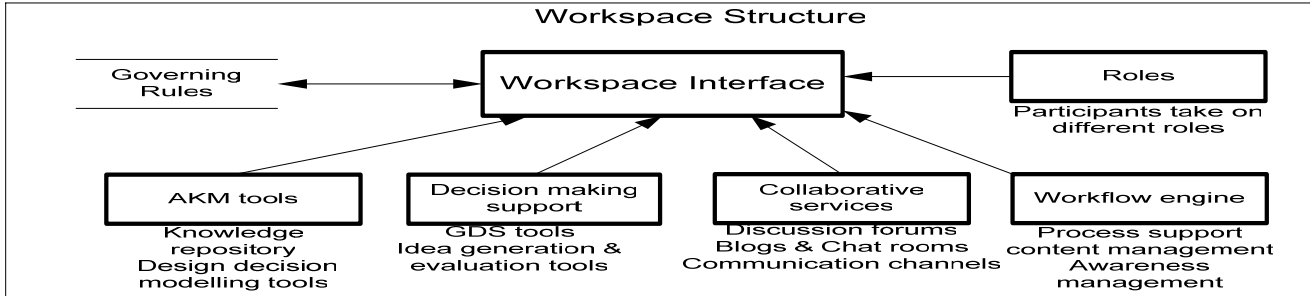 Workspace Structure
Governing
Rules
Workspace Interface
Roles
Participants take on
different roles
AKM tools
Knowledge
repository
Design decision
modelling tools
Decision making
support
GDS tools
Idea generation &
evaluation tools
Collaborative
services
Discussion forums
Blogs & Chat rooms
Communication channels
Workflow engine
Process support
content management
Awareness
management